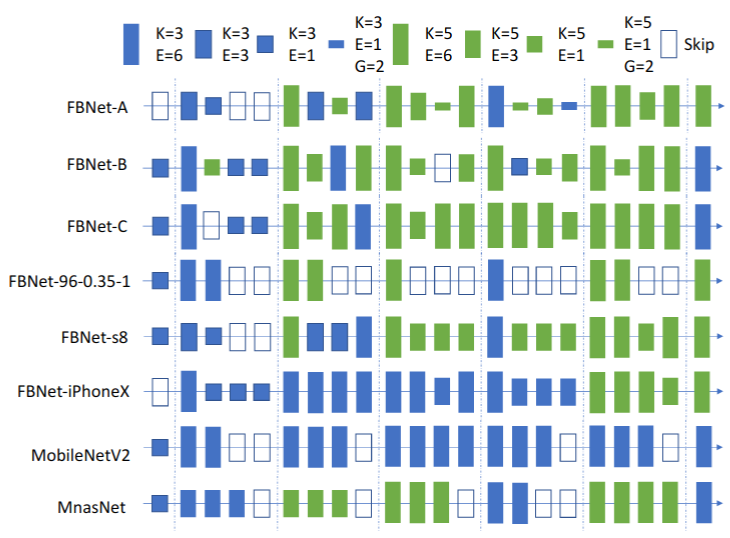 K=3
E=6
K=3
E=3
K=3
E=1
K=3
E=1
G=2
K=5
E=6
K=5
E=3
K=5
E=1
K=5
E=1
G=2
Skip
FBNet-A
FBNet-B
FBNet-C
FBNet-96-0.35-1
FBNet-s8
FBNet-iPhoneX
MobileNetV2
MnasNet